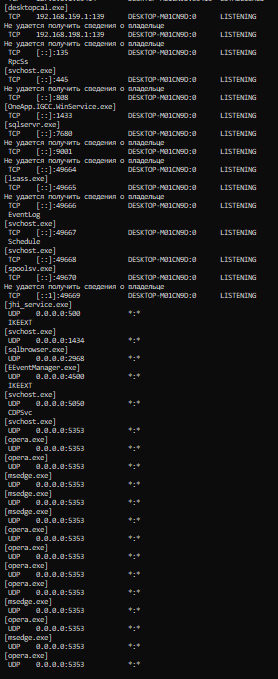 [desktopcal.exe]
TCP 192.168.159.1:139 DESKTOP-M01CN9D:0 LISTENING
Не удается получить сведения о владельце
TCP 192.168.198.1:139 DESKTOP-M01CN9D:0 LISTENING
Не удается получить сведения о владельце
TCP [::]:135 DESKTOP-M01CN9D:0 LISTENING
RpcSs
[svchost.exe]
TCP [::]:445 DESKTOP-M01CN9D:0 LISTENING
Не удается получить сведения о владельце
TCP [::]:808 DESKTOP-M01CN9D:0 LISTENING
[OneApp.IGCC.WinService.exe]
TCP [::]:1433 DESKTOP-M01CN9D:0 LISTENING
[sqlservr.exe]
TCP [::]:7680 DESKTOP-M01CN9D:0 LISTENING
Не удается получить сведения о владельце
TCP [::]:9001 DESKTOP-M01CN9D:0 LISTENING
Не удается получить сведения о владельце
TCP [::]:49664 DESKTOP-M01CN9D:0 LISTENING
[lsass.exe]
TCP [::]:49665 DESKTOP-M01CN9D:0 LISTENING
Не удается получить сведения о владельце
TCP [::]:49666 DESKTOP-M01CN9D:0 LISTENING
EventLog
[svchost.exe]
TCP [::]:49667 DESKTOP-M01CN9D:0 LISTENING
Schedule
[svchost.exe]
TCP [::]:49668 DESKTOP-M01CN9D:0 LISTENING
[spoolsv.exe]
TCP [::]:49670 DESKTOP-M01CN9D:0 LISTENING
Не удается получить сведения о владельце
TCP [::1]:49669 DESKTOP-M01CN9D:0 LISTENING
[jhi_service.exe]
UDP 0.0.0.0:500 *:*
IKEEXT
[svchost.exe]
UDP 0.0.0.0:1434 *:*
[sqlbrowser.exe]
UDP 0.0.0.0:2968 *:*
[EEventManager.exe]
UDP 0.0.0.0:4500 *:*
IKEEXT
[svchost.exe]
UDP 0.0.0.0:5050 *:*
CDPSvc
[svchost.exe]
UDP 0.0.0.0:5353 *:*
[opera.exe]
UDP 0.0.0.0:5353 *:*
[opera.exe]
UDP 0.0.0.0:5353 *:*
[msedge.exe]
UDP 0.0.0.0:5353 *:*
[msedge.exe]
UDP 0.0.0.0:5353 *:*
[msedge.exe]
UDP 0.0.0.0:5353 *:*
[opera.exe]
UDP 0.0.0.0:5353 *:*
[opera.exe]
UDP 0.0.0.0:5353 *:*
[opera.exe]
UDP 0.0.0.0:5353 *:*
[opera.exe]
UDP 0.0.0.0:5353 *:*
[msedge.exe]
UDP 0.0.0.0:5353 *:*
[opera.exe]
UDP 0.0.0.0:5353 *:*
[msedge.exe]
UDP 0.0.0.0:5353 *:*
[opera.exe]
UDP 0.0.0.0:5353 *:*